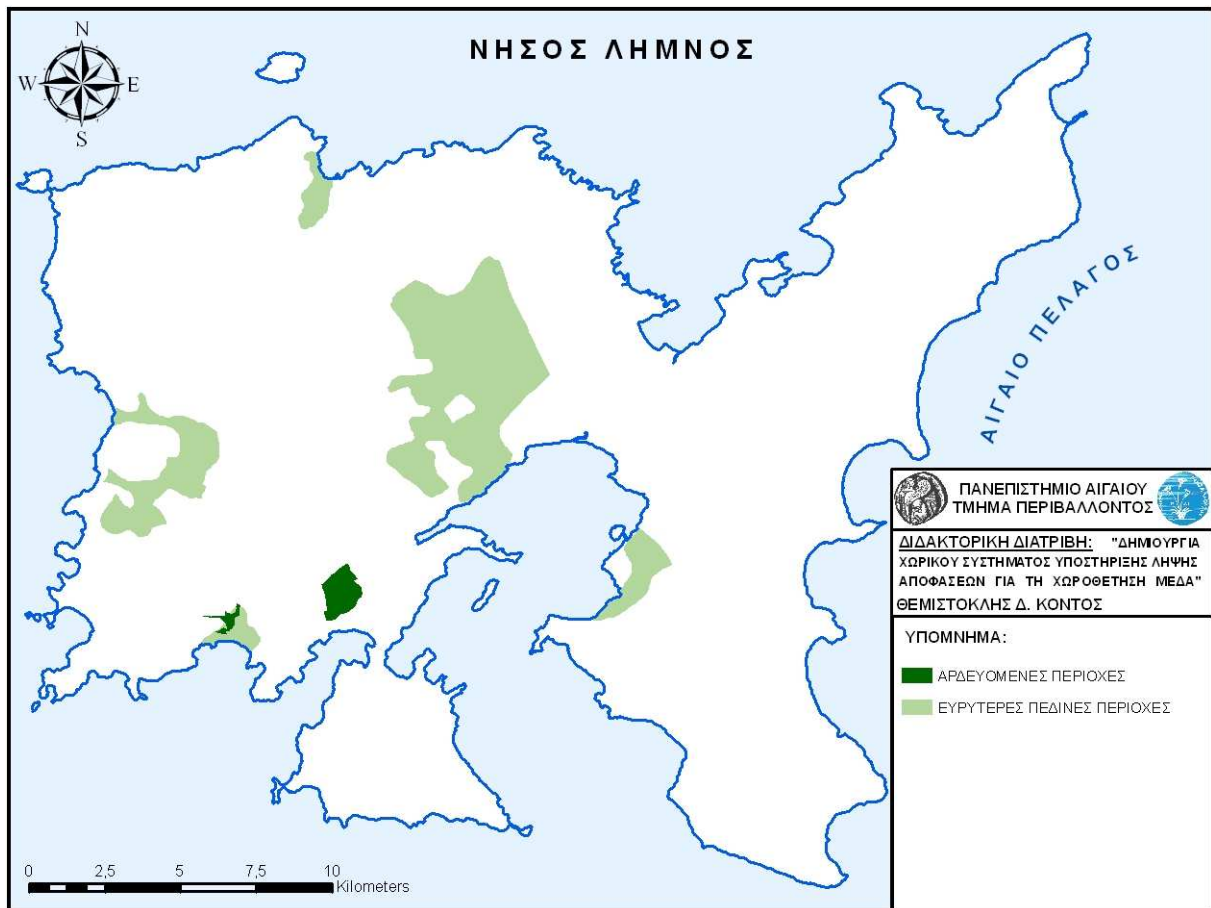 ΝΗΣΟΣ ΛΗΜΝΟΣ
N
W E
S
ΑΙΓΑΙΟ ΠΕΛΑΓΟΣ
ΠΑΝΕΠΙΣΤΗΜΙΟ ΑΙΓΑΙΟΥ
ΤΜΗΜΑ ΠΕΡΙΒΑΛΛΟΝΤΟΣ
ΔΙΔΑΚΤΟΡΙΚΗ ΔΙΑΤΡΙΒΗ: "ΔΗΜΙΟΥΡΓΙΑ
ΧΩΡΙΚΟΥ ΣΥΣΤΗΜΑΤΟΣ ΥΠΟΣΤΗΡΙΞΗΣ ΛΗΨΗΣ
ΑΠΟΦΑΣΕΩΝ ΓΙΑ ΤΗ ΧΩΡΟΘΕΤΗΣΗ ΜΕΔΑ"
ΘΕΜΙΣΤΟΚΛΗΣ Δ. ΚΟΝΤΟΣ
ΥΠΟΜΝΗΜΑ:
ΑΡΔΕΥΟΜΕΝΕΣ ΠΕΡΙΟΧΕΣ
ΕΥΡΥΤΕΡΕΣ ΠΕΔΙΝΕΣ ΠΕΡΙΟΧΕΣ
0 2,5 5 7,5 10
Kilometers